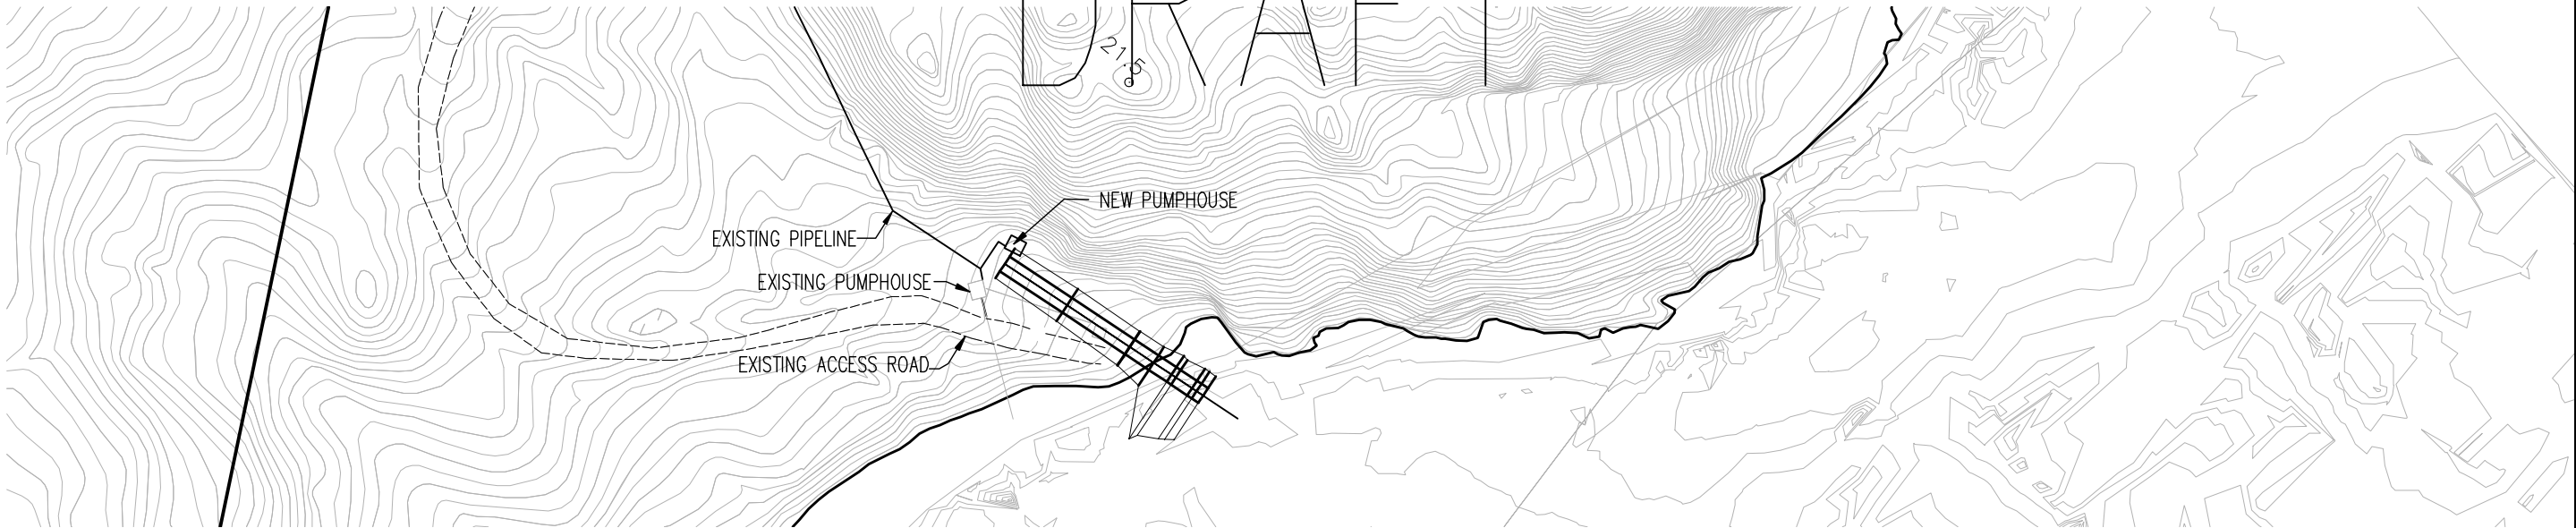 DRAFT
21.5
NEW PUMPHOUSE
EXISTING PIPELINE
EXISTING PUMPHOUSE
EXISTING ACCESS ROAD